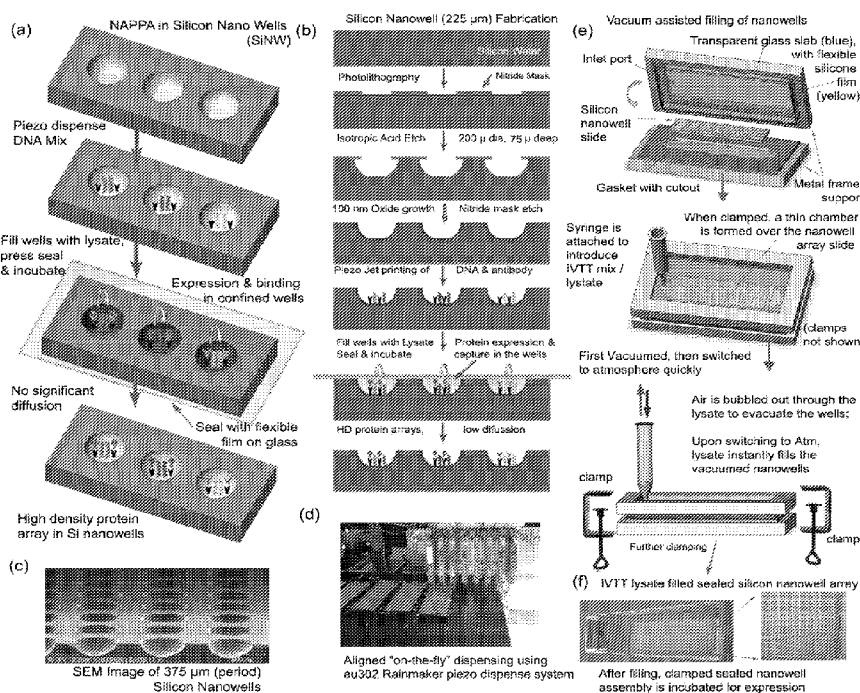 (a)
NAPPA in Silicon Nano Wells
(SiNW)
Piezo dispense
DNA Mix
Fill wells with lysate,
press seal
& incubate
Expression & binding
in confined wells
No significant
diffusion
Seal with flexible
film on glass
High density protein
array in Si nanowells
(b)
Silicon Nanowell (225 µm) Fabrication
Silicon Wafer
Photolithography
Nitride Mask
Isotropic Acid Etch
200 µ dia, 75 µ deep
100 nm Oxide growth
Nitride mask etch
Piezo Jet printing of
DNA & antibody
Fill wells with Lysate
Seal & incubate
Protein expression &
capture in the wells
HD protein arrays,
low difussion
(c)
SEM Image of 375 µm (period)
Silicon Nanowells
(d)
Aligned "on-the-fly" dispensing using
au302 Rainmaker piezo dispense system
(e)
Vacuum assisted filling of nanowells
Inlet port
Transparent glass slab (blue),
with flexible
silicone
film
(yellow)
Silicon
nanowell
slide
Gasket with cutout
Metal frame
suppor
When clamped, a thin chamber
is formed over the nanowell
array slide
Syringe is
attached to
introduce
IVTT mix /
lystate
(clamps
not shown
First Vacuumed, then switched
to atmosphere quickly
Air is bubbled out through the
lysate to evacuate the wells;
Upon switching to Atm,
lysate instantly fills the
vacuumed nanowells
clamp
clamp
Further clamping
(f)
IVTT lysate filled sealed silicon nanowell array
After filling, clamped sealed nanowell
assembly is incubated for expression